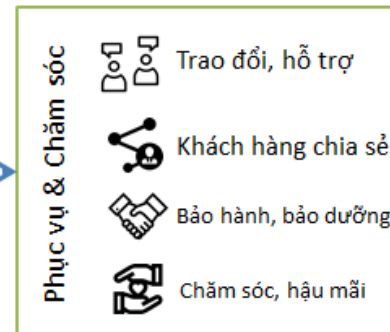 Phục vụ & Chăm sóc
Trao đổi, hỗ trợ
Khách hàng chia sẻ
Bảo hành, bảo dưỡng
Chăm sóc, hậu mãi